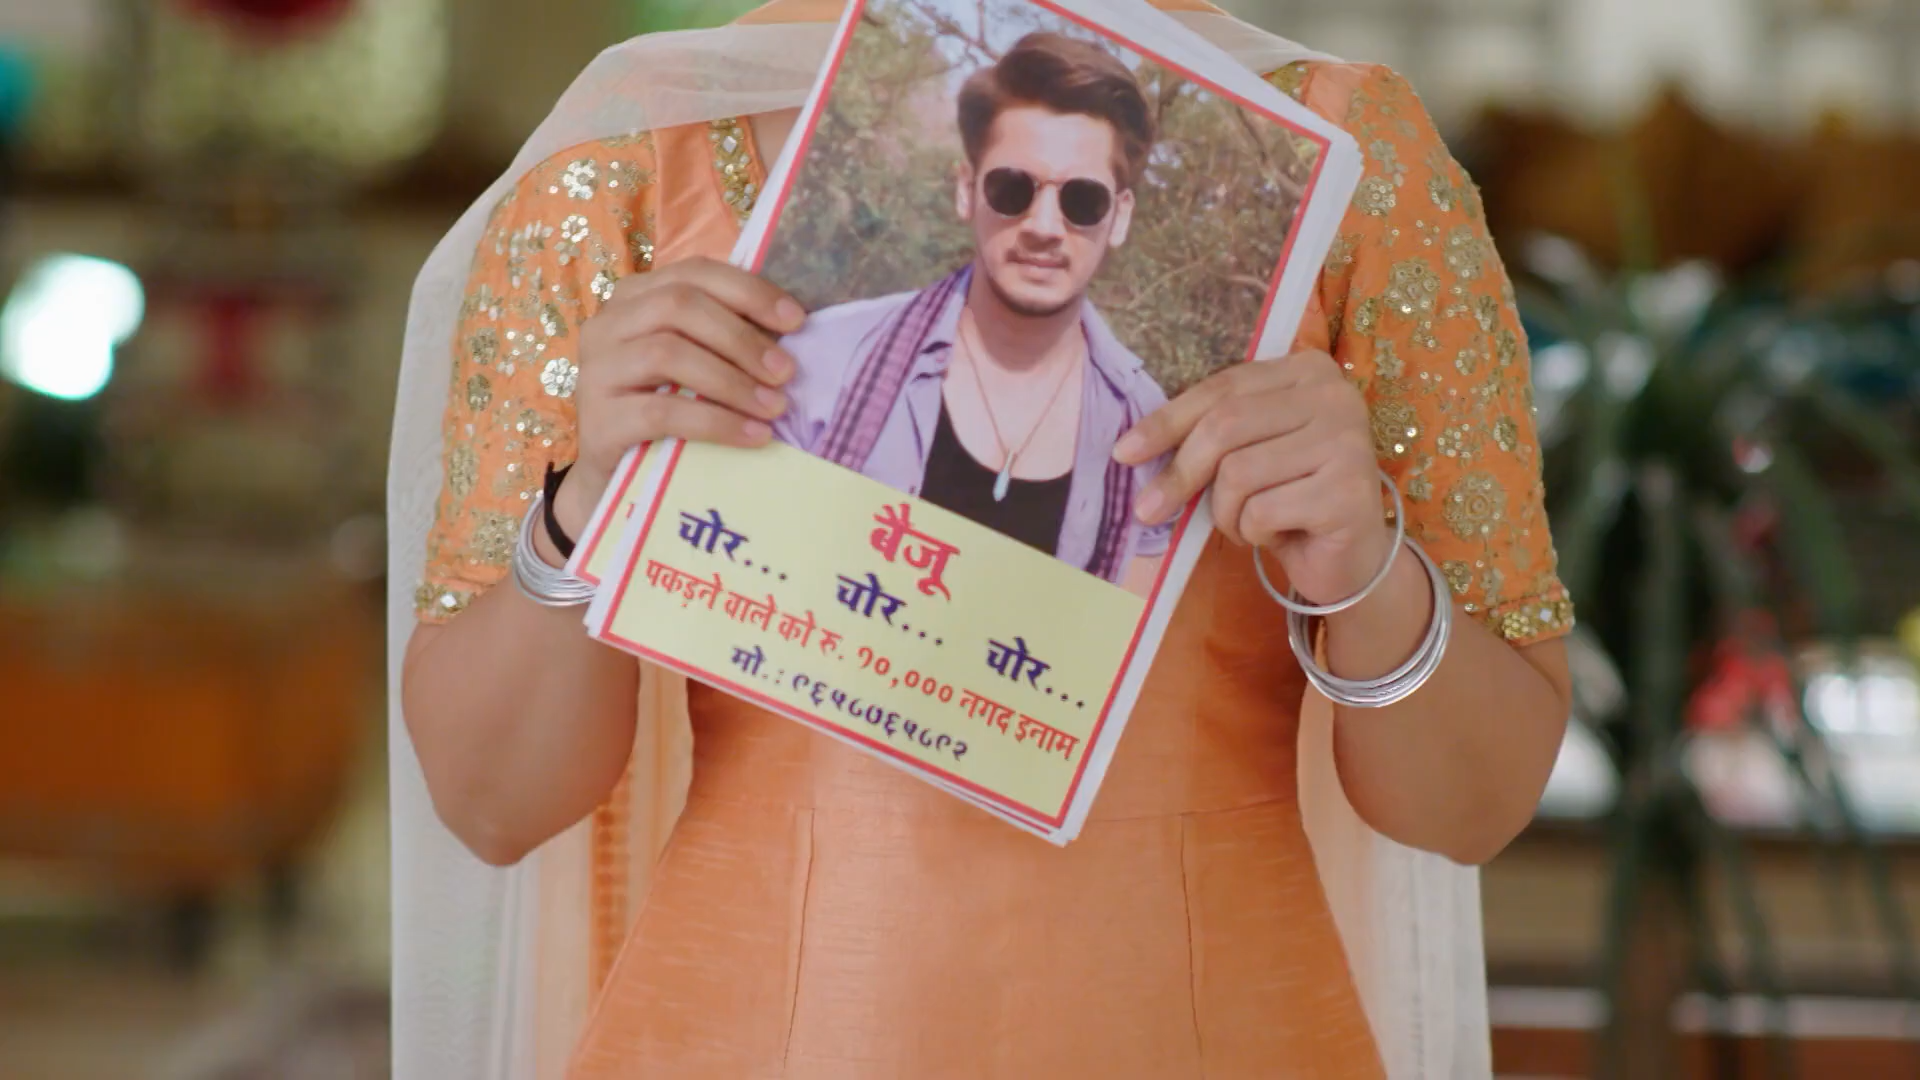 बैजू
चोर... चोर... चोर...
पकड़ने वाले को रु. १०,००० नगद इनाम
मो.: ९६५८७६५८९२